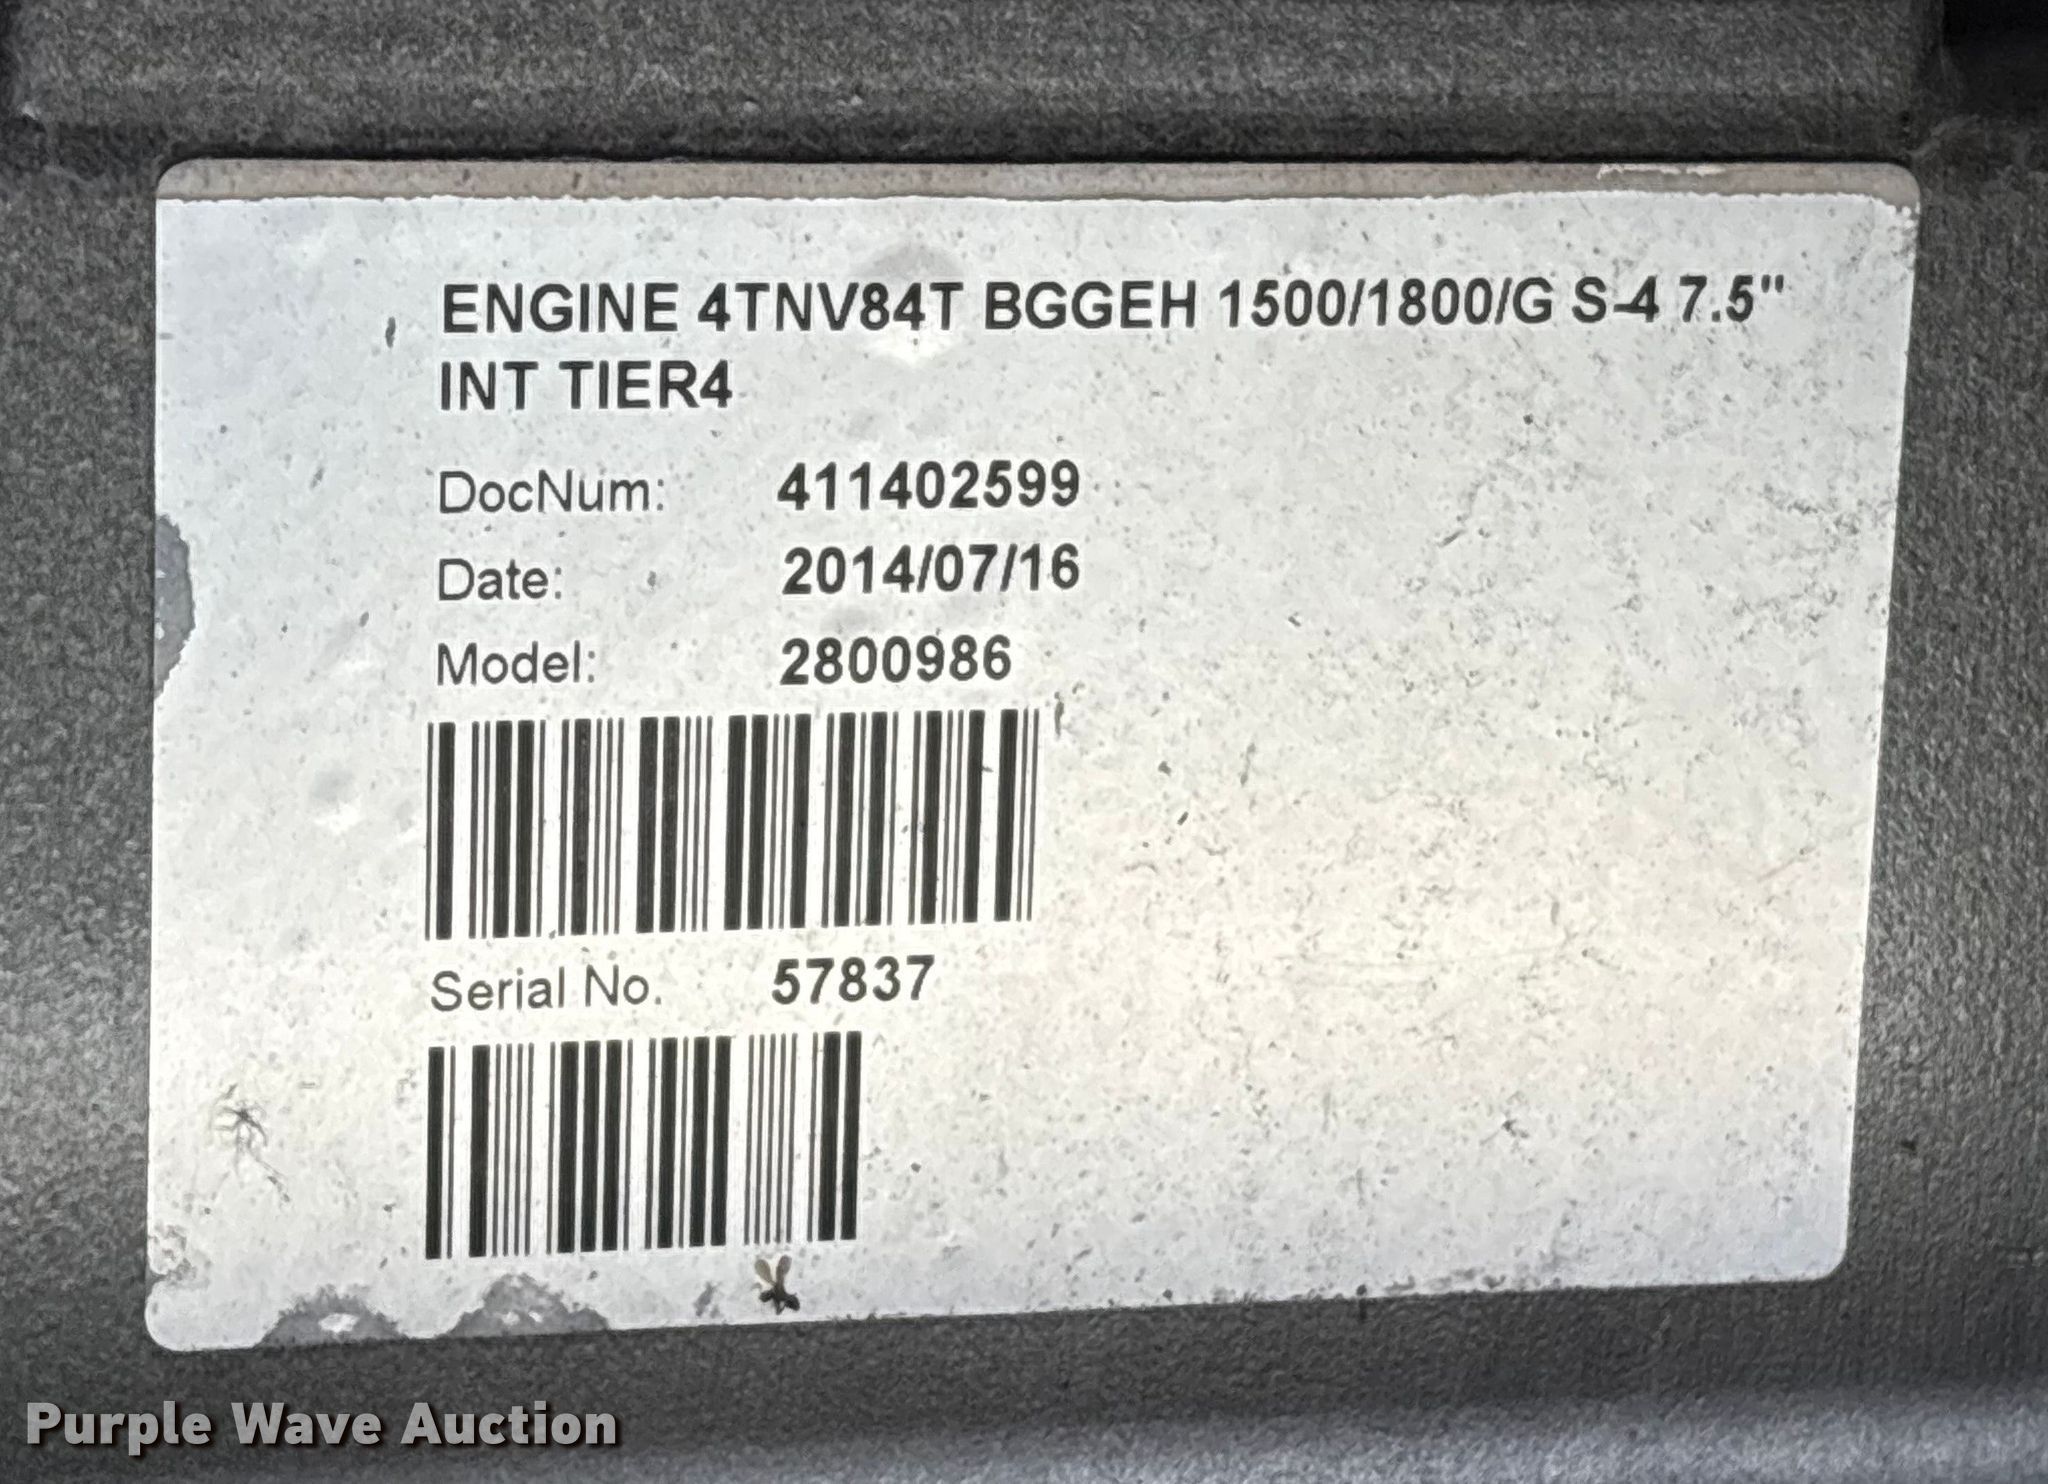 ENGINE 4TNV84T BGGEH 1500/1800/G S-4 7.5"
INT TIER4
DocNum: 411402599
Date: 2014/07/16
Model: 2800986
Serial No. 57837
Purple Wave Auction